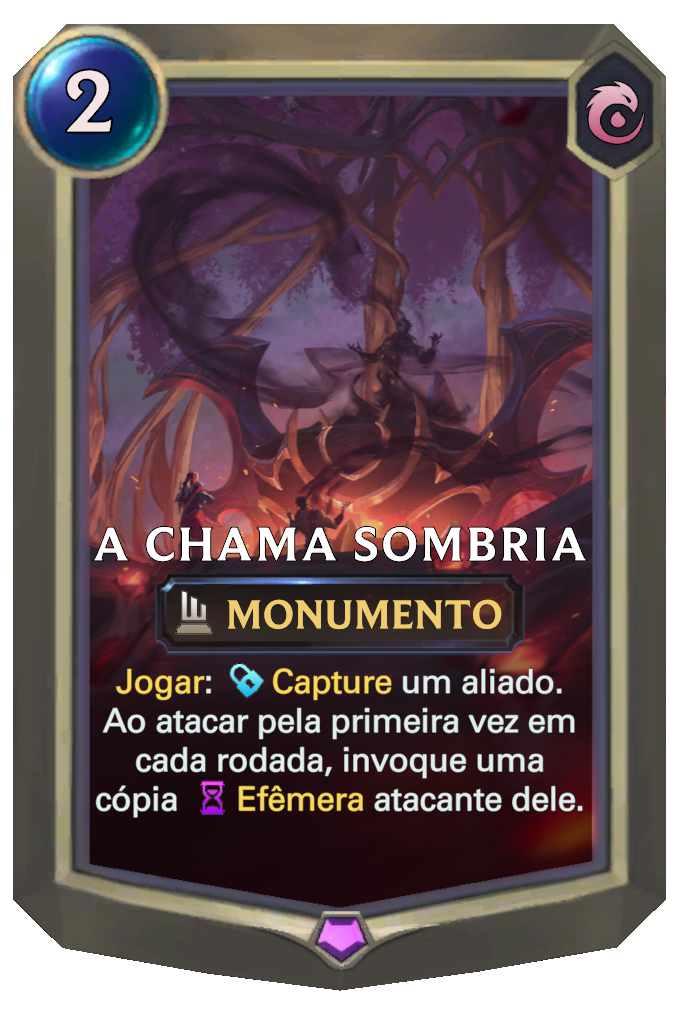 2
A CHAMA SOMBRIA
MONUMENTO
Jogar: Capture um aliado.
Ao atacar pela primeira vez em
cada rodada, invoque uma
cópia Efêmera atacante dele.